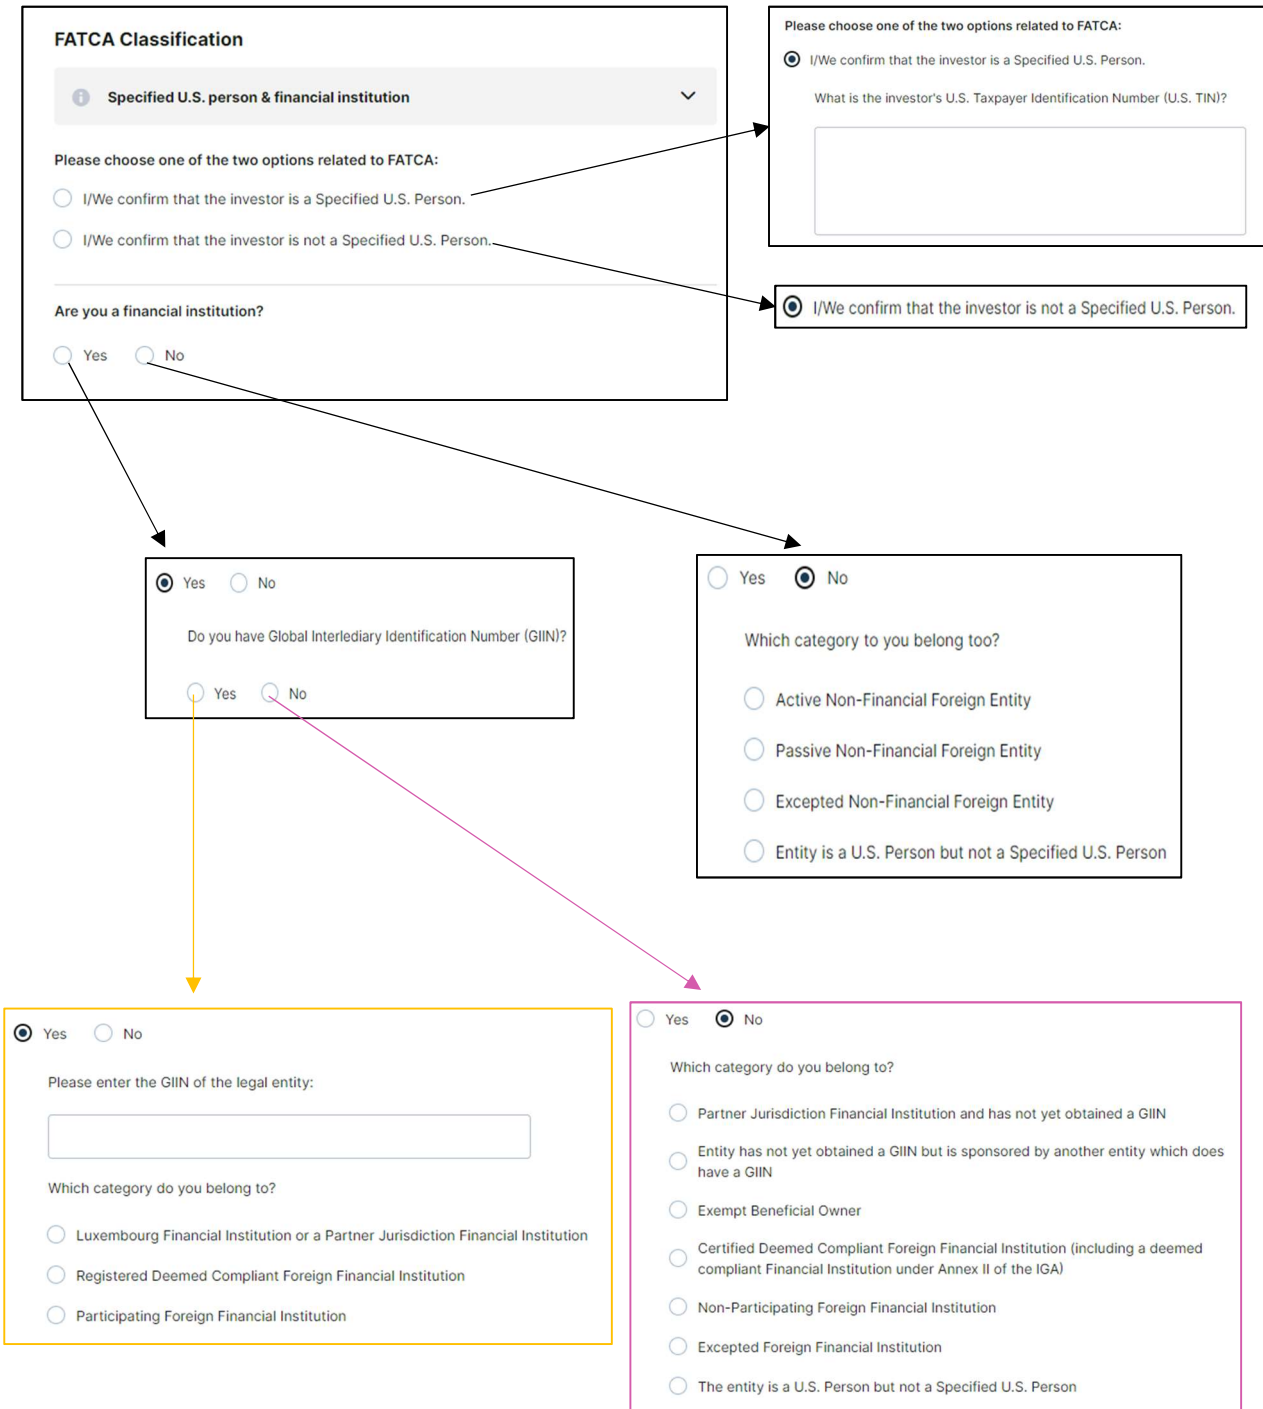 FATCA Classification
Specified U.S. person & financial institution
Please choose one of the two options related to FATCA:
I/We confirm that the investor is a Specified U.S. Person.
I/We confirm that the investor is not a Specified U.S. Person.
Are you a financial institution?
Yes No
Please choose one of the two options related to FATCA:
I/We confirm that the investor is a Specified U.S. Person.
What is the investor's U.S. Taxpayer Identification Number (U.S. TIN)?
I/We confirm that the investor is not a Specified U.S. Person.
Yes No
Do you have Global Interlediary Identification Number (GIIN)?
Yes No
Yes No
Which category to you belong too?
Active Non-Financial Foreign Entity
Passive Non-Financial Foreign Entity
Excepted Non-Financial Foreign Entity
Entity is a U.S. Person but not a Specified U.S. Person
Yes No
Please enter the GIIN of the legal entity:
Which category do you belong to?
Luxembourg Financial Institution or a Partner Jurisdiction Financial Institution
Registered Deemed Compliant Foreign Financial Institution
Participating Foreign Financial Institution
Yes No
Which category do you belong to?
Partner Jurisdiction Financial Institution and has not yet obtained a GIIN
Entity has not yet obtained a GIIN but is sponsored by another entity which does
have a GIIN
Exempt Beneficial Owner
Certified Deemed Compliant Foreign Financial Institution (including a deemed
compliant Financial Institution under Annex II of the IGA)
Non-Participating Foreign Financial Institution
Excepted Foreign Financial Institution
The entity is a U.S. Person but not a Specified U.S. Person